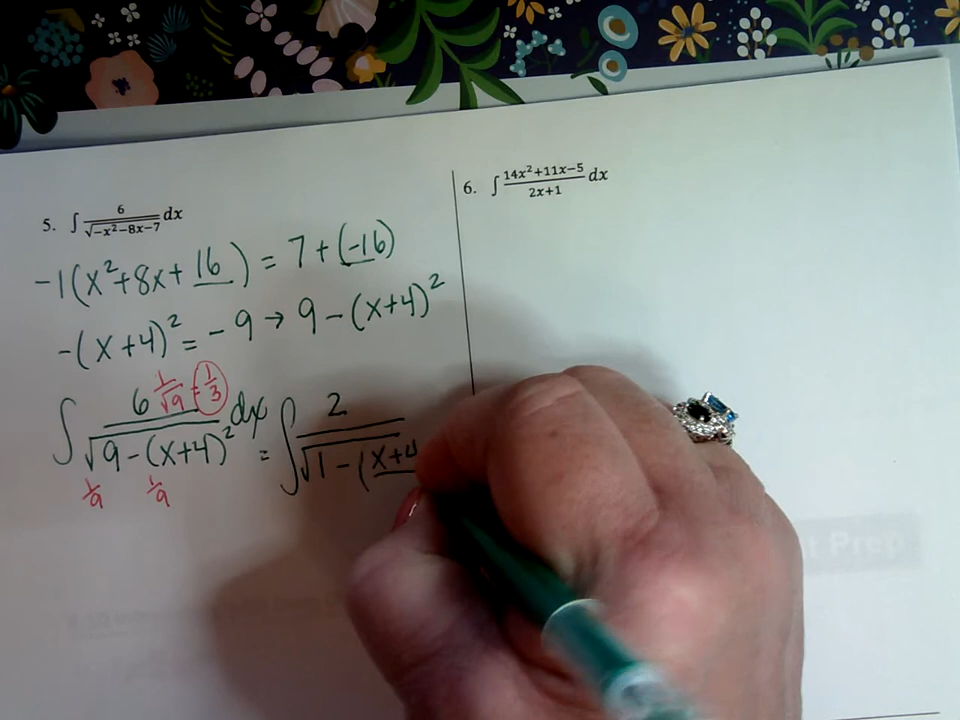 5. ∫ 6/√(-x²-8x-7) dx
-1(x²+8x+16) = 7+(-16)
-(x+4)² = -9 → 9-(x+4)²
∫ 6 1/√9 = 1/3 / √(9-(x+4)²) dx = ∫ 2 / √(1-(x+4
1/9 1/9
6. ∫ (14x²+11x-5)/(2x+1) dx